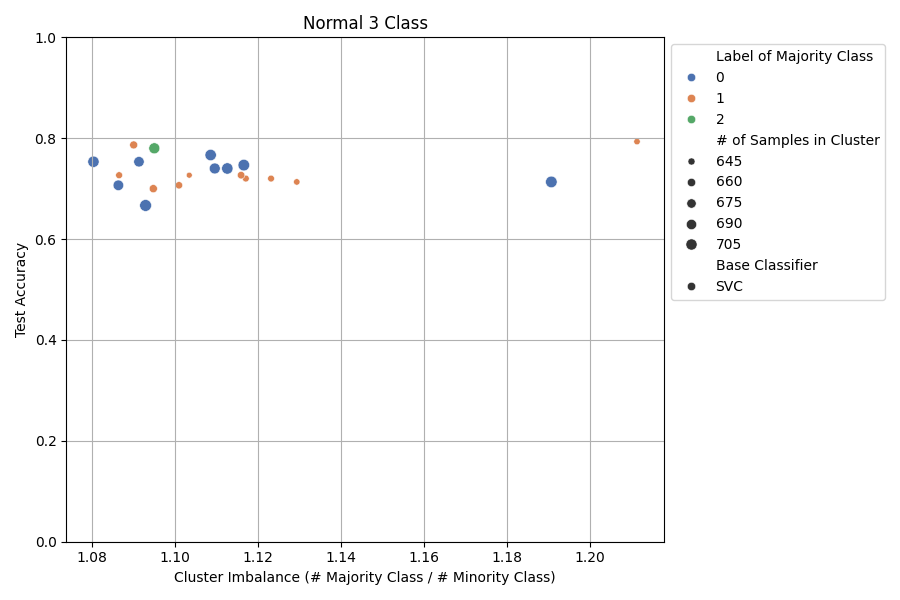 Normal 3 Class
1.0
0.8
0.6
0.4
0.2
0.0
Test Accuracy
1.08 1.10 1.12 1.14 1.16 1.18 1.20
Cluster Imbalance (# Majority Class / # Minority Class)
Label of Majority Class
0
1
2
# of Samples in Cluster
645
660
675
690
705
Base Classifier
SVC